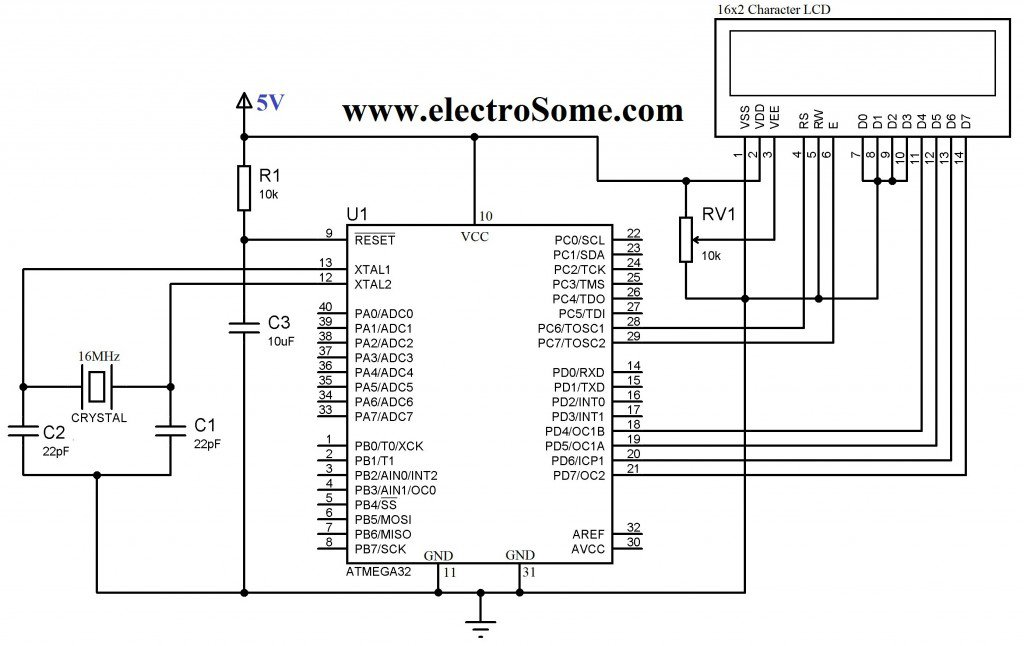 16x2 Character LCD
5V
www.electroSome.com
VSS
VDD
VEE
RS
RW
E
D0
D1
D2
D3
D4
D5
D6
D7
1
2
3
4
5
6
7
8
9
10
11
12
13
14
R1
10k
RV1
10k
U1
10
VCC
9 RESET
13 XTAL1
12 XTAL2
40 PA0/ADC0
39 PA1/ADC1
38 PA2/ADC2
37 PA3/ADC3
36 PA4/ADC4
35 PA5/ADC5
34 PA6/ADC6
33 PA7/ADC7
1 PB0/T0/XCK
2 PB1/T1
3 PB2/AIN0/INT2
4 PB3/AIN1/OC0
5 PB4/SS
6 PB5/MOSI
7 PB6/MISO
8 PB7/SCK
PC0/SCL 22
PC1/SDA 23
PC2/TCK 24
PC3/TMS 25
PC4/TDO 26
PC5/TDI 27
PC6/TOSC1 28
PC7/TOSC2 29
PD0/RXD 14
PD1/TXD 15
PD2/INT0 16
PD3/INT1 17
PD4/OC1B 18
PD5/OC1A 19
PD6/ICP1 20
PD7/OC2 21
AREF 32
AVCC 30
GND
GND
ATMEGA32
11
31
C3
10uF
16MHz
CRYSTAL
C2
22pF
C1
22pF